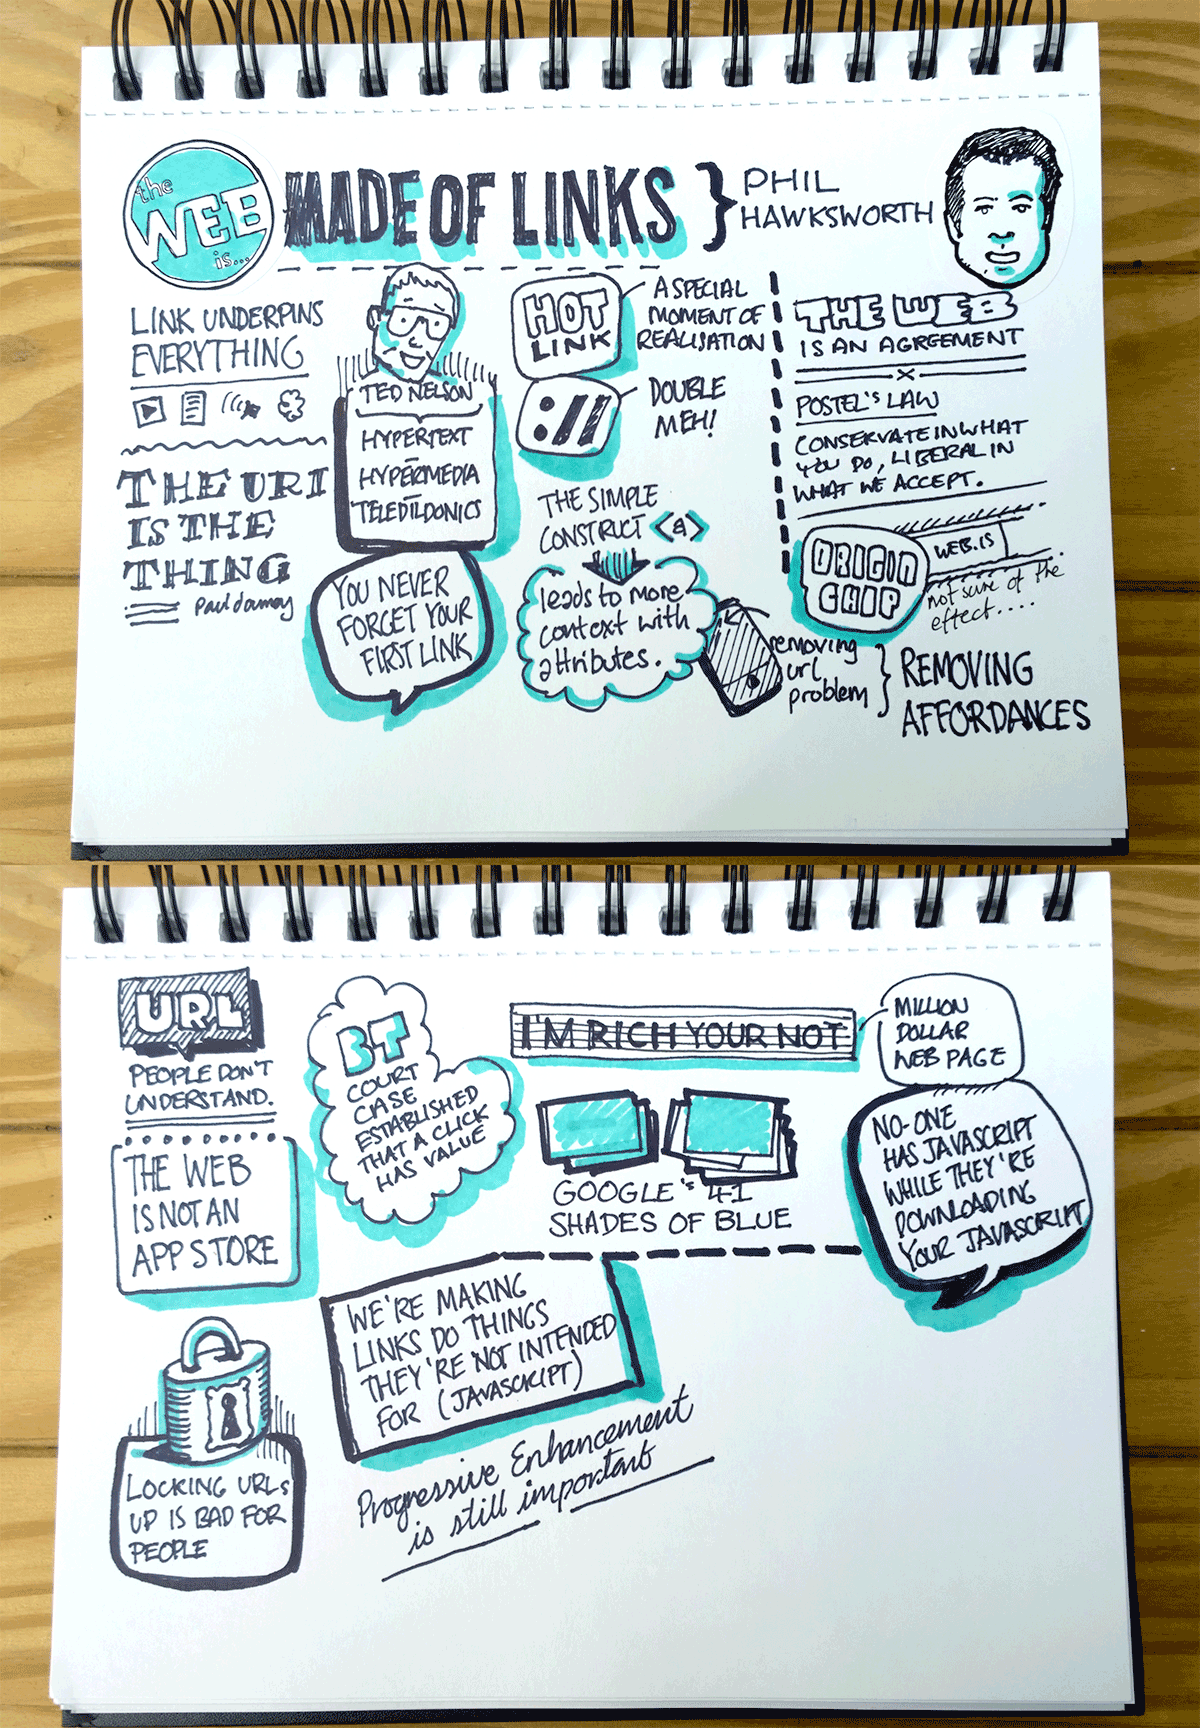 the
WEB
is...
MADE OF LINKS
PHIL
HAWKSWORTH
LINK UNDERPINS
EVERYTHING
THE URI
IS THE
THING
TED NELSON
HYPERTEXT
HYPERMEDIA
TELEDILDONICS
YOU NEVER
FORGET YOUR
FIRST LINK
HOT
LINK
A SPECIAL
MOMENT OF
REALISATION
://
DOUBLE
MEH!
THE SIMPLE
CONSTRUCT <a>
leads to more
context with
attributes.
THE WEB
IS AN AGREEMENT
x
POSTEL'S LAW
CONSERVATE IN WHAT
YOU DO, LIBERAL IN
WHAT WE ACCEPT.
ORIGIN
CHIP
WEB.IS
not sure of the
effect....
removing
url
problem
REMOVING
AFFORDANCES
URL
PEOPLE DON'T
UNDERSTAND.
THE WEB
IS NOT AN
APP STORE
LOCKING URLs
UP IS BAD FOR
PEOPLE
BT
COURT
CASE
ESTABLISHED
THAT A CLICK
HAS VALUE
I'M RICH YOUR NOT
MILLION
DOLLAR
WEB PAGE
GOOGLE'S 41
SHADES OF BLUE
NO-ONE
HAS JAVASCRIPT
WHILE THEY'RE
DOWNLOADING
YOUR JAVASCRIPT
WE'RE MAKING
LINKS DO THINGS
THEY'RE NOT INTENDED
FOR (JAVASCRIPT)
Progressive Enhancement
is still important